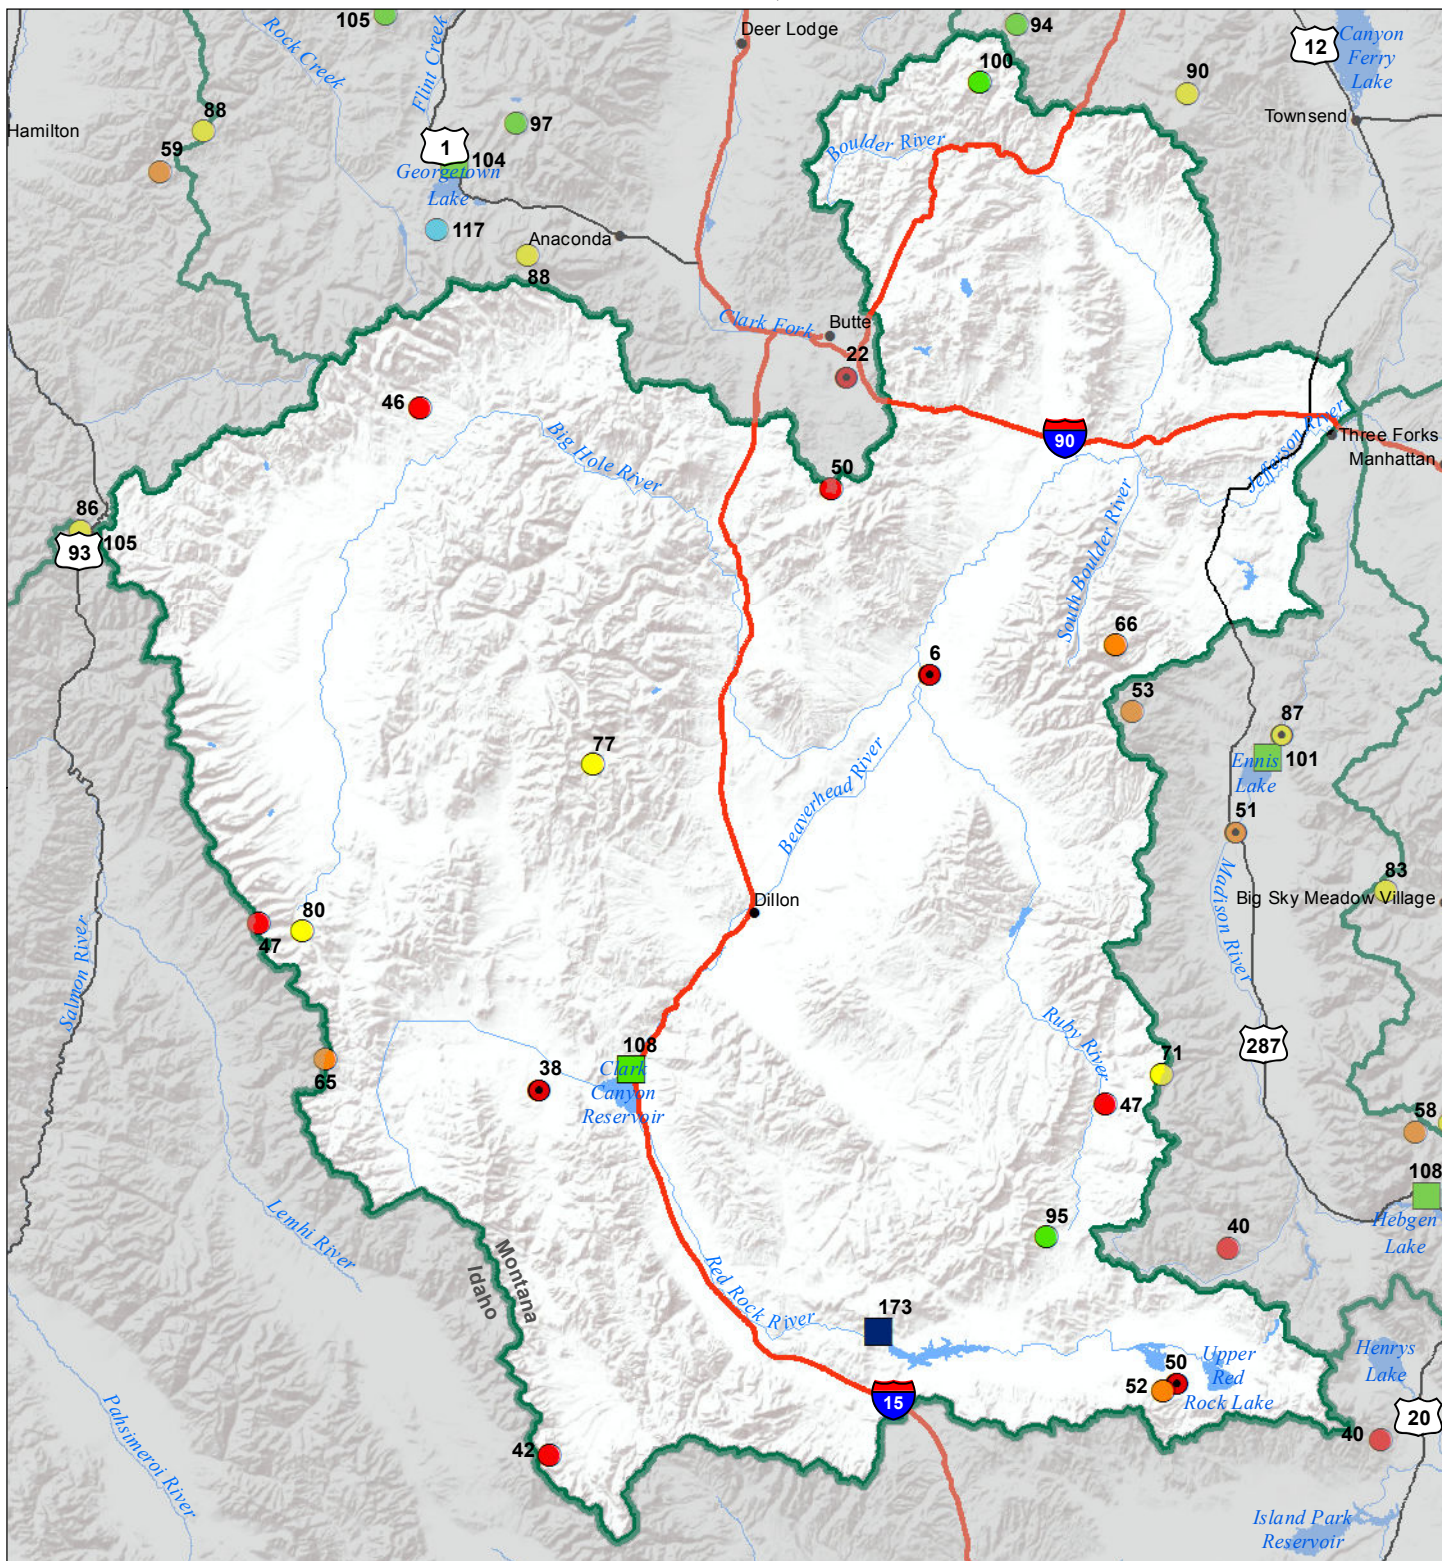 105
Rock Creek
Flint Creek
Deer Lodge
94
12
Canyon
Ferry
Lake
100
90
Townsend
Hamilton
88
97
1
59
104
Georgetown
Lake
Boulder River
117
Anaconda
88
Clark Fork
Butte
22
46
Big Hole River
90
Jefferson River
Three Forks
Manhattan
50
86
93
105
South Boulder River
66
6
53
87
77
Ennis
Lake
101
Beaverhead River
51
Madison River
83
Big Sky Meadow Village
Dillon
80
47
Salmon River
Ruby River
287
108
Clark
Canyon
Reservoir
38
65
71
47
58
108
Hebgen
Lake
Lemhi River
95
40
Montana
Idaho
Red Rock River
173
Henrys
Lake
50
52
Upper
Red
Rock Lake
15
20
Pahsimeroi River
42
40
Island Park
Reservoir